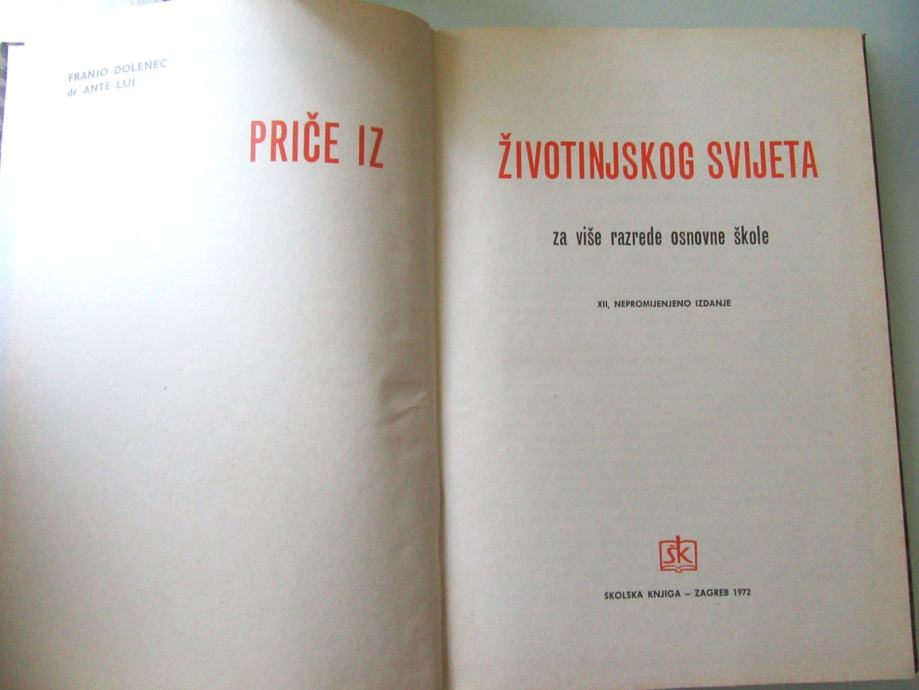 FRANJO DOLENEC
dr ANTE LUI
PRIČE IZ ŽIVOTINJSKOG SVIJETA
za više razrede osnovne škole
XII, NEPROMIJENJENO IZDANJE
ŠK
ŠKOLSKA KNJIGA – ZAGREB 1972